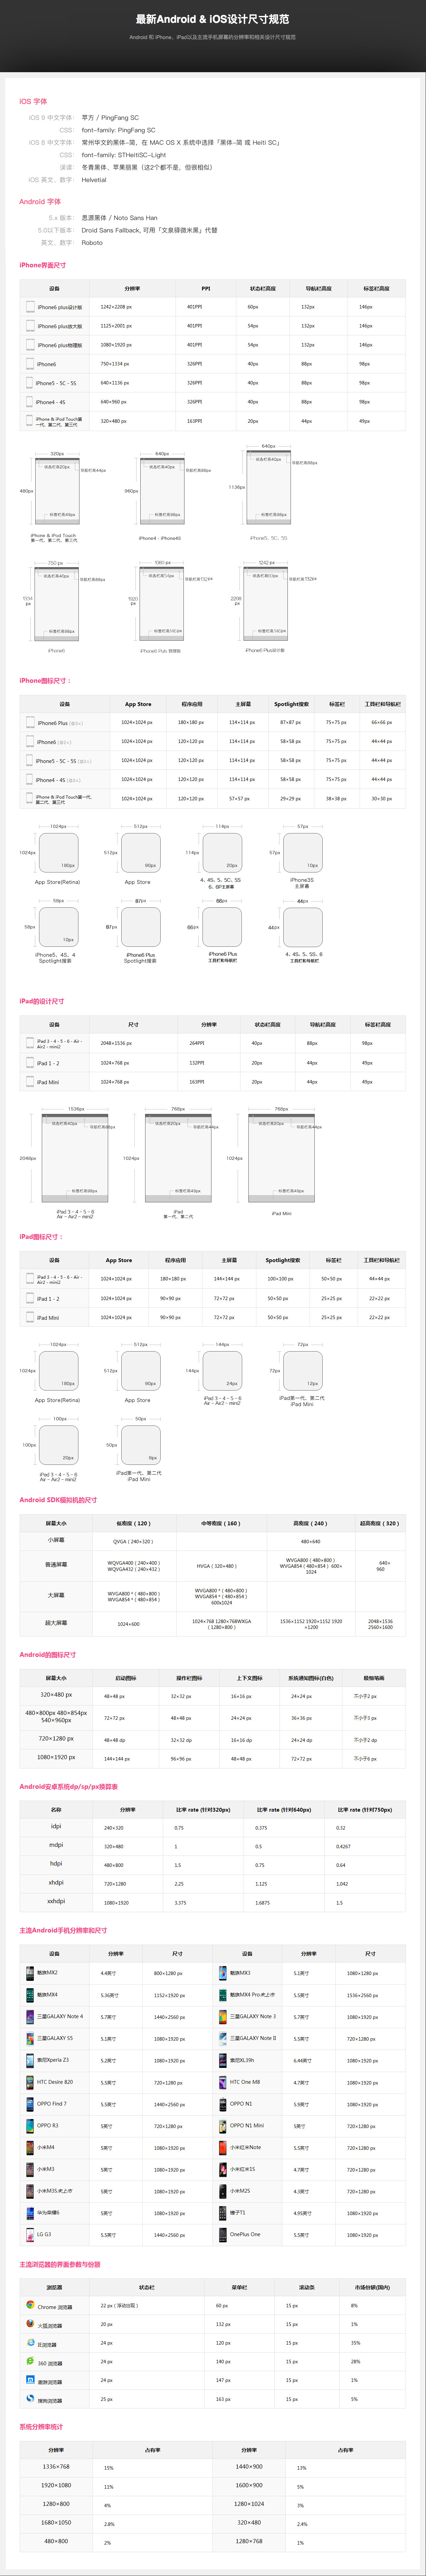 最新Android & iOS设计尺寸规范
Android 和 iPhone、iPad以及主流手机屏幕的分辨率和相关设计尺寸规范
iOS 字体
iOS 9 中文字体: 苹方 / PingFang SC
CSS: font-family: PingFang SC
iOS 8 中文字体: 常州华文的黑体-简，在 MAC OS X 系统中选择「黑体-简 或 Heiti SC」
CSS: font-family: STHeitiSC-Light
误读: 冬青黑体、苹果丽黑（这2个都不是，但很相似）
iOS 英文、数字: Helvetial
Android 字体
5.x 版本: 思源黑体 / Noto Sans Han
5.0以下版本: Droid Sans Fallback, 可用「文泉驿微米黑」代替
英文、数字: Roboto
iPhone界面尺寸
设备 分辨率 PPI 状态栏高度 导航栏高度 标签栏高度
iPhone6 plus设计版 1242×2208 px 401PPI 60px 132px 146px
iPhone6 plus放大版 1125×2001 px 401PPI 54px 132px 146px
iPhone6 plus物理版 1080×1920 px 401PPI 54px 132px 146px
iPhone6 750×1334 px 326PPI 40px 88px 98px
iPhone5 - 5C - 5S 640×1136 px 326PPI 40px 88px 98px
iPhone4 - 4S 640×960 px 326PPI 40px 88px 98px
iPhone & iPod Touch第一代、第二代、第三代 320×480 px 163PPI 20px 44px 49px
320px 640px 640px
状态栏高20px 导航栏高44px 状态栏高40px 导航栏高88px 状态栏高40px 导航栏高88px
480px 960px 1136px
标签栏高98px
iPhone & iPod Touch
第一代、第二代、第三代
iPhone4 - iPhone4S
iPhone5、5C、5S
750 px 1242 px
状态栏高40px 导航栏高88px 状态栏高54px 导航栏高132px
1334 px 2208 px
iPhone6 iPhone6 Plus 物理版 iPhone6 Plus设计版
iPhone图标尺寸：
设备 App Store 程序应用 主屏幕 Spotlight搜索 标签栏 工具栏和导航栏
iPhone6 Plus (@3×) 1024×1024 px 180×180 px 114×114 px 87×87 px 75×75 px 66×66 px
iPhone6 (@2×) 1024×1024 px 120×120 px 114×114 px 58×58 px 75×75 px 44×44 px
iPhone5 - 5C - 5S (@2×) 1024×1024 px 120×120 px 114×114 px 58×58 px 75×75 px 44×44 px
iPhone4 - 4S (@2×) 1024×1024 px 120×120 px 114×114 px 58×58 px 75×75 px 44×44 px
iPhone & iPod Touch第一代、第二代、第三代 1024×1024 px 120×120 px 57×57 px 29×29 px 38×38 px 30×30 px
1024px 512px 114px 57px
1024px 180px 512px 90px 114px 20px 57px 10px
App Store(Retina) App Store 4、4S、5、5C、5S 6、6P主屏幕 iPhone3S 主屏幕
58px 87px 66px 44px
58px 10px 87px 66px 44px
iPhone5、4S、4 Spotlight搜索
iPhone6 Plus Spotlight搜索
iPhone6 Plus 工具栏和导航栏
4、4S、5、5S、6 工具栏和导航栏
iPad的设计尺寸
设备 尺寸 分辨率 状态栏高度 导航栏高度 标签栏高度
iPad 3 - 4 - 5 - 6 - Air - Air2 - mini2 2048×1536 px 264PPI 40px 88px 98px
iPad 1 - 2 1024×768 px 132PPI 20px 44px 49px
iPad Mini 1024×768 px 163PPI 20px 44px 49px
1536px 768px 768px
状态栏高40px 导航栏高88px 状态栏高20px 导航栏高44px 状态栏高20px 导航栏高44px
2048px 1024px 1024px
标签栏高98px 标签栏高49px 标签栏高49px
iPad 3 - 4 - 5 - 6 Air - Air2 - mini2
iPad 第一代、第二代
iPad Mini
iPad图标尺寸：
设备 App Store 程序应用 主屏幕 Spotlight搜索 标签栏 工具栏和导航栏
iPad 3 - 4 - 5 - 6 - Air - Air2 - mini2 1024×1024 px 180×180 px 144×144 px 100×100 px 50×50 px 44×44 px
iPad 1 - 2 1024×1024 px 90×90 px 72×72 px 50×50 px 25×25 px 22×22 px
iPad Mini 1024×1024 px 90×90 px 72×72 px 50×50 px 25×25 px 22×22 px
1024px 512px 144px 72px
1024px 180px 512px 90px 144px 24px 72px 12px
App Store(Retina) App Store iPad 3 - 4 - 5 - 6 Air - Air2 - mini2 iPad第一代、第二代 iPad Mini
100px 50px
100px 20px 50px 9px
iPad 3 - 4 - 5 - 6 Air - Air2 - mini2
iPad第一代、第二代 iPad Mini
Android SDK模拟机的尺寸
屏幕大小 低密度（120） 中等密度（160） 高密度（240） 超高密度（320）
小屏幕 QVGA（240×320） 480×640
普通屏幕 WQVGA400（240×400） WQVGA432（240×432） HVGA（320×480） WVGA800（480×800） WVGA854（480×854） 600×1024 640×960
大屏幕 WVGA800 *（480×800） WVGA854 *（480×854） WVGA800 *（480×800） WVGA854 *（480×854） 600x1024
超大屏幕 1024×600 1024×768 1280×768WXGA（1280×800） 1536×1152 1920×1152 1920×1200 2048×1536 2560×1600
Android的图标尺寸
屏幕大小 启动图标 操作栏图标 上下文图标 系统通知图标(白色) 最细笔画
320×480 px 48×48 px 32×32 px 16×16 px 24×24 px 不小于2 px
480×800px 480×854px 540×960px 72×72 px 48×48 px 24×24 px 36×36 px 不小于3 px
720×1280 px 48×48 dp 32×32 dp 16×16 dp 24×24 dp 不小于2 dp
1080×1920 px 144×144 px 96×96 px 48×48 px 72×72 px 不小于6 px
Android安卓系统dp/sp/px换算表
名称 分辨率 比率 rate (针对320px) 比率 rate (针对640px) 比率 rate (针对750px)
idpi 240×320 0.75 0.375 0.32
mdpi 320×480 1 0.5 0.4267
hdpi 480×800 1.5 0.75 0.64
xhdpi 720×1280 2.25 1.125 1.042
xxhdpi 1080×1920 3.375 1.6875 1.5
主流Android手机分辨率和尺寸
设备 分辨率 尺寸 设备 分辨率 尺寸
魅族MX2 4.4英寸 800×1280 px 魅族MX3 5.1英寸 1080×1280 px
魅族MX4 5.36英寸 1152×1920 px 魅族MX4 Pro未上市 5.5英寸 1536×2560 px
三星GALAXY Note 4 5.7英寸 1440×2560 px 三星GALAXY Note 3 5.7英寸 1080×1920 px
三星GALAXY S5 5.1英寸 1080×1920 px 三星GALAXY Note II 5.5英寸 720×1280 px
索尼Xperia Z3 5.2英寸 1080×1920 px 索尼XL39h 6.44英寸 1080×1920 px
HTC Desire 820 5.5英寸 720×1280 px HTC One M8 4.7英寸 1080×1920 px
OPPO Find 7 5.5英寸 1440×2560 px OPPO N1 5.9英寸 1080×1920 px
OPPO R3 5英寸 720×1280 px OPPO N1 Mini 5英寸 720×1280 px
小米M4 5英寸 1080×1920 px 小米红米Note 5.5英寸 720×1280 px
小米M3 5英寸 1080×1920 px 小米红米1S 4.7英寸 720×1280 px
小米M3S未上市 5英寸 1080×1920 px 小米M2S 4.3英寸 720×1280 px
华为荣耀6 5英寸 1080×1920 px 锤子T1 4.95英寸 1080×1920 px
LG G3 5.5英寸 1440×2560 px OnePlus One 5.5英寸 1080×1920 px
主流浏览器的界面参数与份额
浏览器 状态栏 菜单栏 滚动条 市场份额(国内)
Chrome 浏览器 22 px（浮动出现） 60 px 15 px 8%
火狐浏览器 20 px 132 px 15 px 1%
IE浏览器 24 px 120 px 15 px 35%
360 浏览器 24 px 140 px 15 px 28%
遨游浏览器 24 px 147 px 15 px 1%
搜狗浏览器 25 px 163 px 15 px 5%
系统分辨率统计
分辨率 占有率 分辨率 占有率
1336×768 15% 1440×900 13%
1920×1080 11% 1600×900 5%
1280×800 4% 1280×1024 3%
1680×1050 2.8% 320×480 2.4%
480×800 2% 1280×768 1%